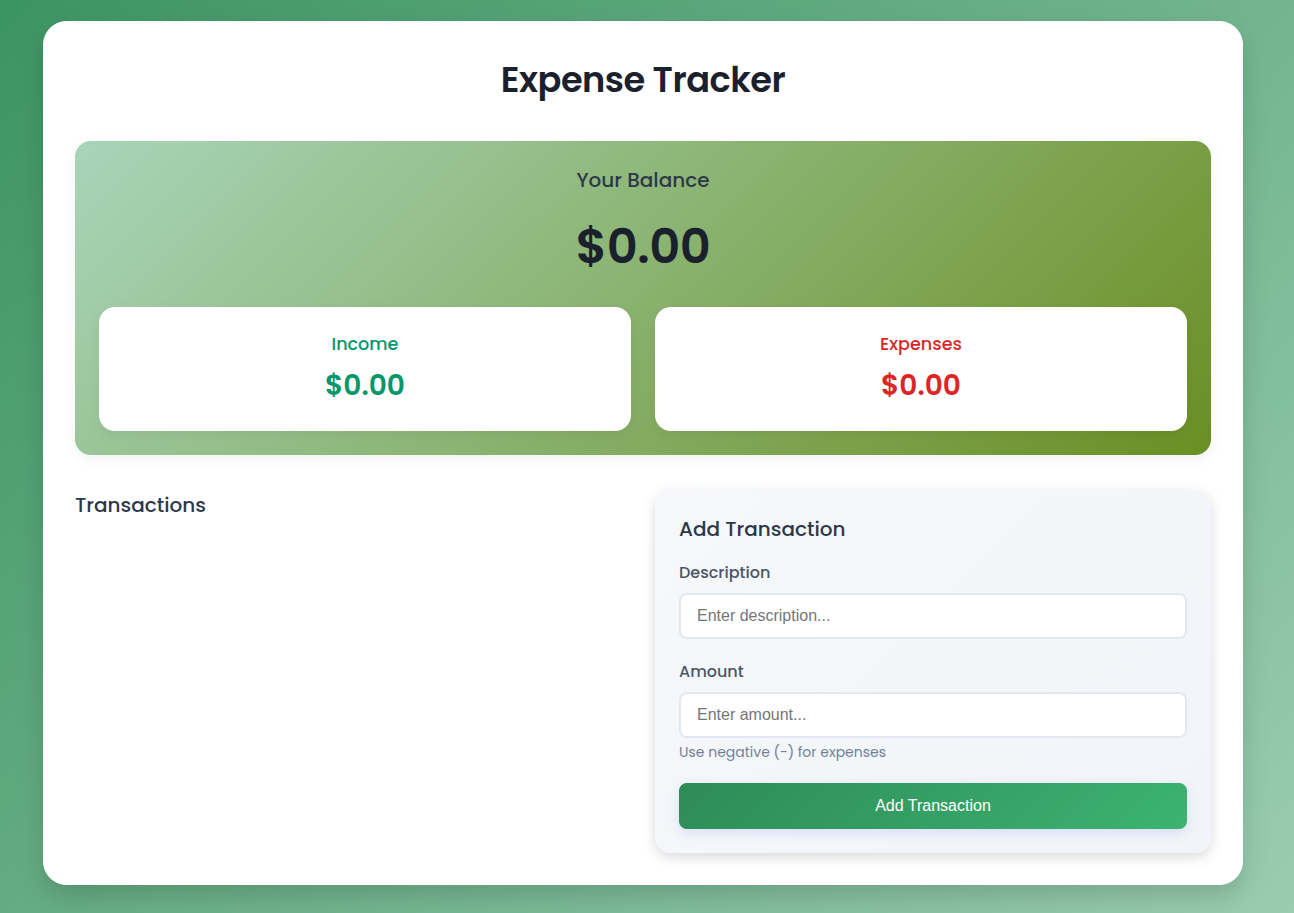 Expense Tracker
Your Balance
$0.00
Income
$0.00
Expenses
$0.00
Transactions
Add Transaction
Description
Enter description...
Amount
Enter amount...
Use negative (-) for expenses
Add Transaction